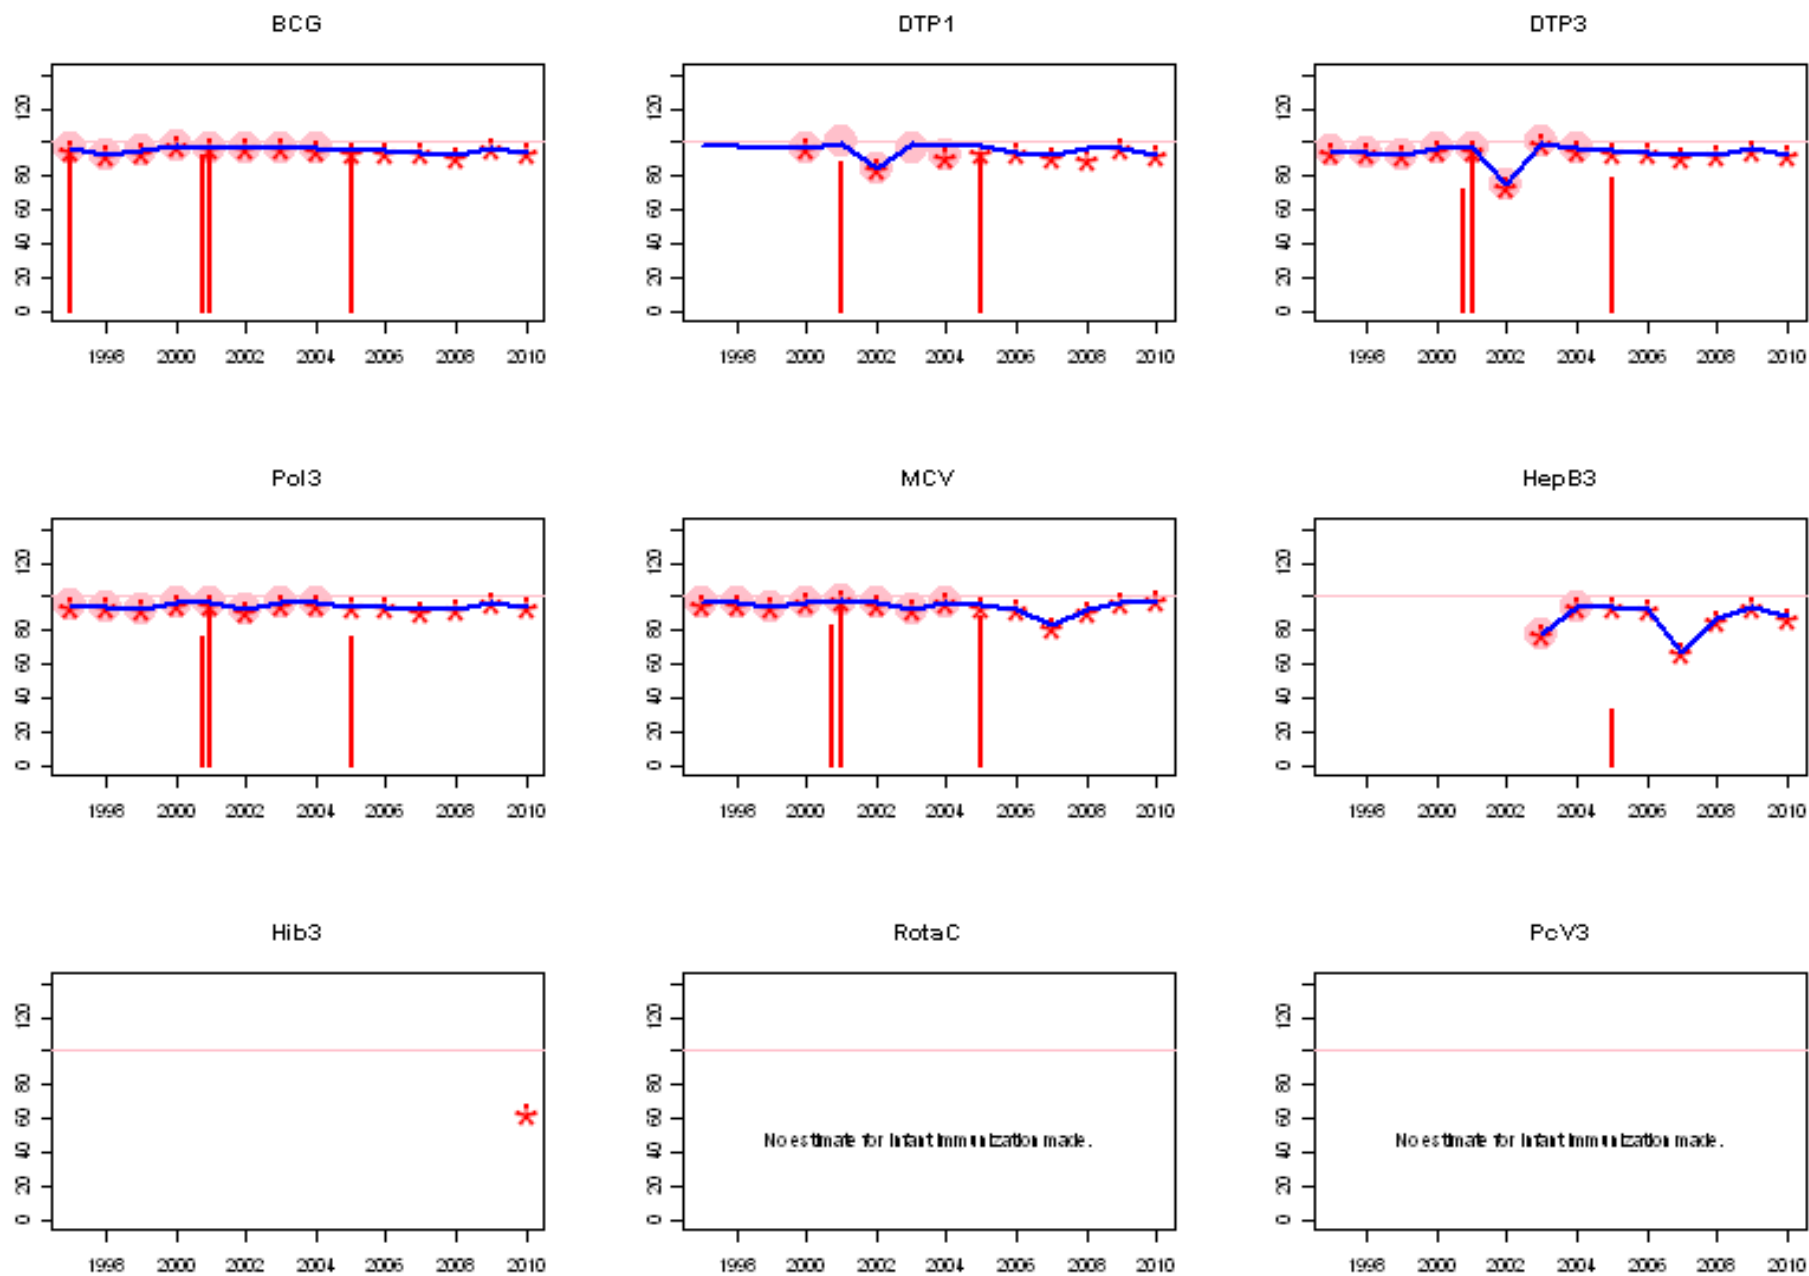 BCG
DTP1
DTP3
0 20 40 60 80 120
0 20 40 60 80 120
0 20 40 60 80 120
1998 2000 2002 2004 2006 2008 2010
1998 2000 2002 2004 2006 2008 2010
1998 2000 2002 2004 2006 2008 2010
Pol3
MCV
HepB3
0 20 40 60 80 120
0 20 40 60 80 120
0 20 40 60 80 120
1998 2000 2002 2004 2006 2008 2010
1998 2000 2002 2004 2006 2008 2010
1998 2000 2002 2004 2006 2008 2010
Hib3
RotaC
PcV3
0 20 40 60 80 120
0 20 40 60 80 120
No estimate for infant immunization made.
0 20 40 60 80 120
No estimate for infant immunization made.
1998 2000 2002 2004 2006 2008 2010
1998 2000 2002 2004 2006 2008 2010
1998 2000 2002 2004 2006 2008 2010